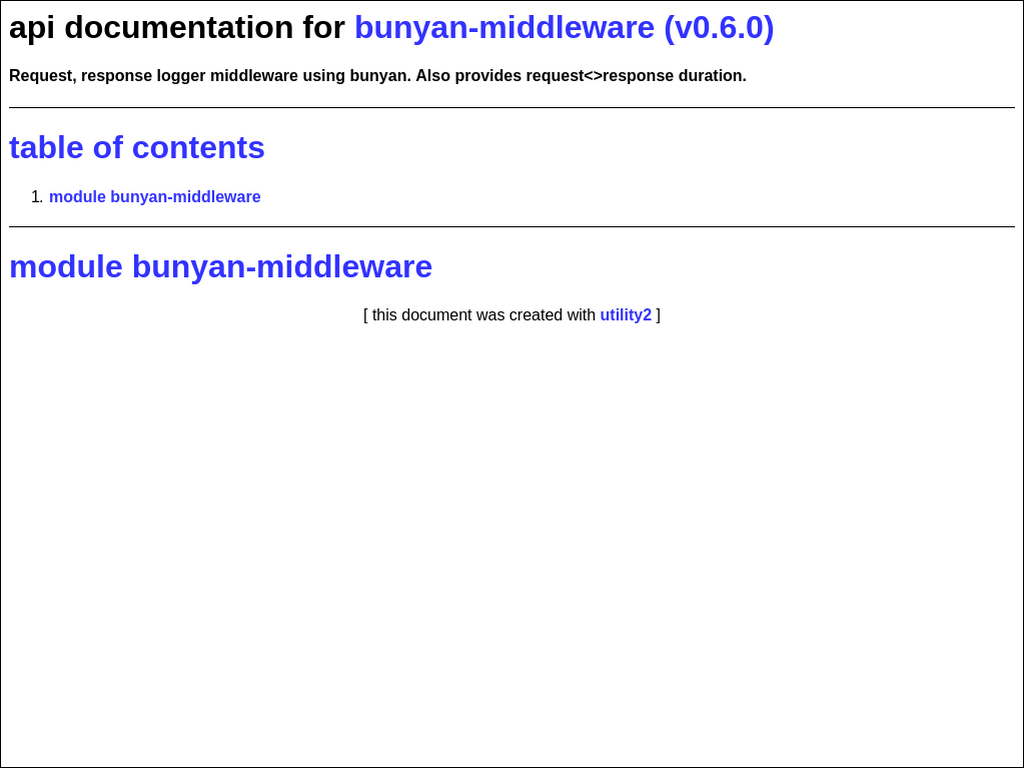 api documentation for bunyan-middleware (v0.6.0)
Request, response logger middleware using bunyan. Also provides request<>response duration.
table of contents
1. module bunyan-middleware
module bunyan-middleware
[ this document was created with utility2 ]